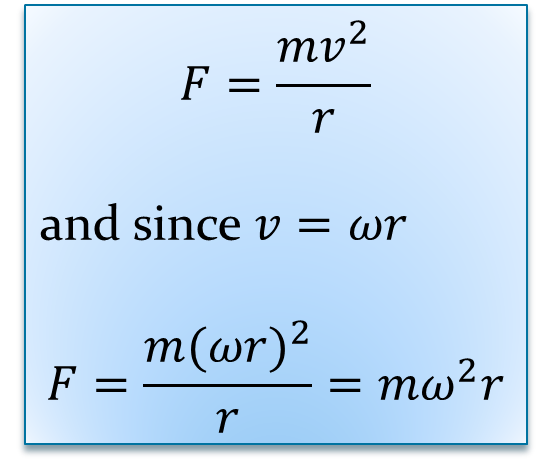 F = mv²/r
and since v = ωr
F = m(ωr)²/r = mω²r